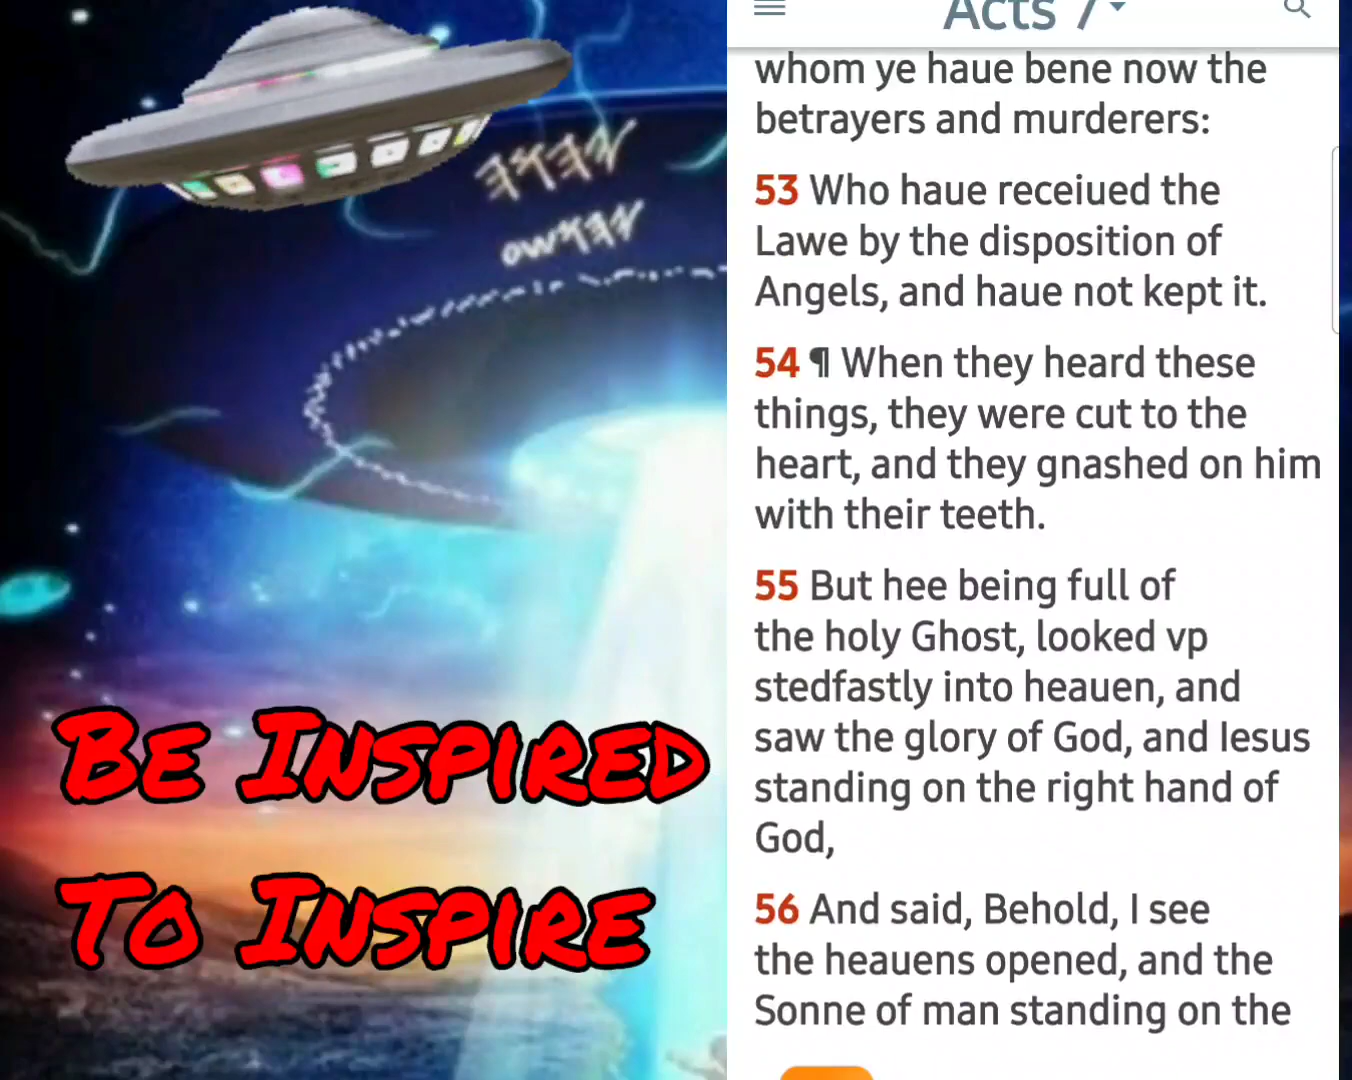 𐤉𐤄𐤅𐤄
𐤉𐤄𐤅𐤔𐤏
BE INSPIRED
TO INSPIRE
Acts 7
whom ye haue bene now the
betrayers and murderers:
53 Who haue receiued the
Lawe by the disposition of
Angels, and haue not kept it.
54 ¶ When they heard these
things, they were cut to the
heart, and they gnashed on him
with their teeth.
55 But hee being full of
the holy Ghost, looked vp
stedfastly into heauen, and
saw the glory of God, and Iesus
standing on the right hand of
God,
56 And said, Behold, I see
the heauens opened, and the
Sonne of man standing on the